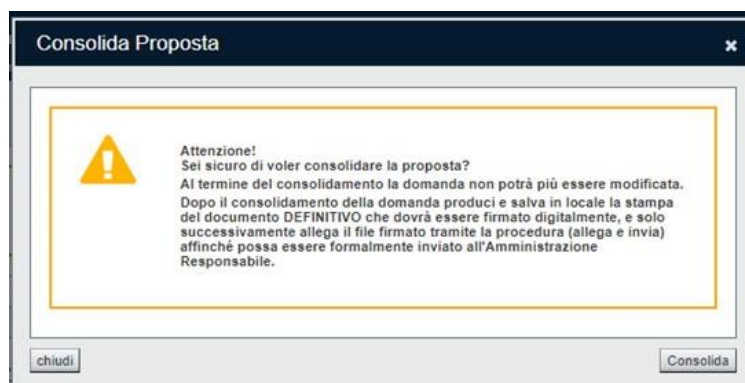 Consolida Proposta
×
Attenzione!
Sei sicuro di voler consolidare la proposta?
Al termine del consolidamento la domanda non potrà più essere modificata.
Dopo il consolidamento della domanda produci e salva in locale la stampa
del documento DEFINITIVO che dovrà essere firmato digitalmente, e solo
successivamente allega il file firmato tramite la procedura (allega e invia)
affinché possa essere formalmente inviato all'Amministrazione
Responsabile.
chiudi
Consolida